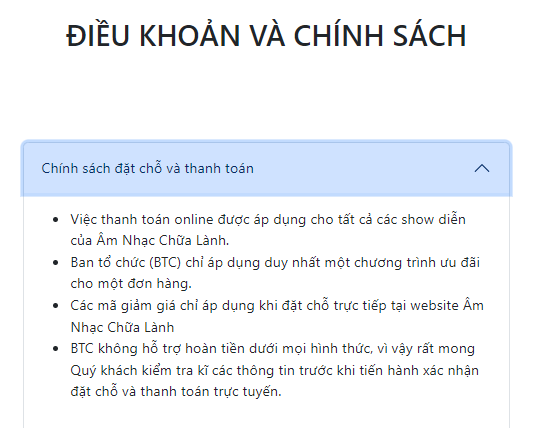 ĐIỀU KHOẢN VÀ CHÍNH SÁCH
Chính sách đặt chỗ và thanh toán
• Việc thanh toán online được áp dụng cho tất cả các show diễn
của Âm Nhạc Chữa Lành.
• Ban tổ chức (BTC) chỉ áp dụng duy nhất một chương trình ưu đãi
cho một đơn hàng.
• Các mã giảm giá chỉ áp dụng khi đặt chỗ trực tiếp tại website Âm
Nhạc Chữa Lành
• BTC không hỗ trợ hoàn tiền dưới mọi hình thức, vì vậy rất mong
Quý khách kiểm tra kĩ các thông tin trước khi tiến hành xác nhận
đặt chỗ và thanh toán trực tuyến.